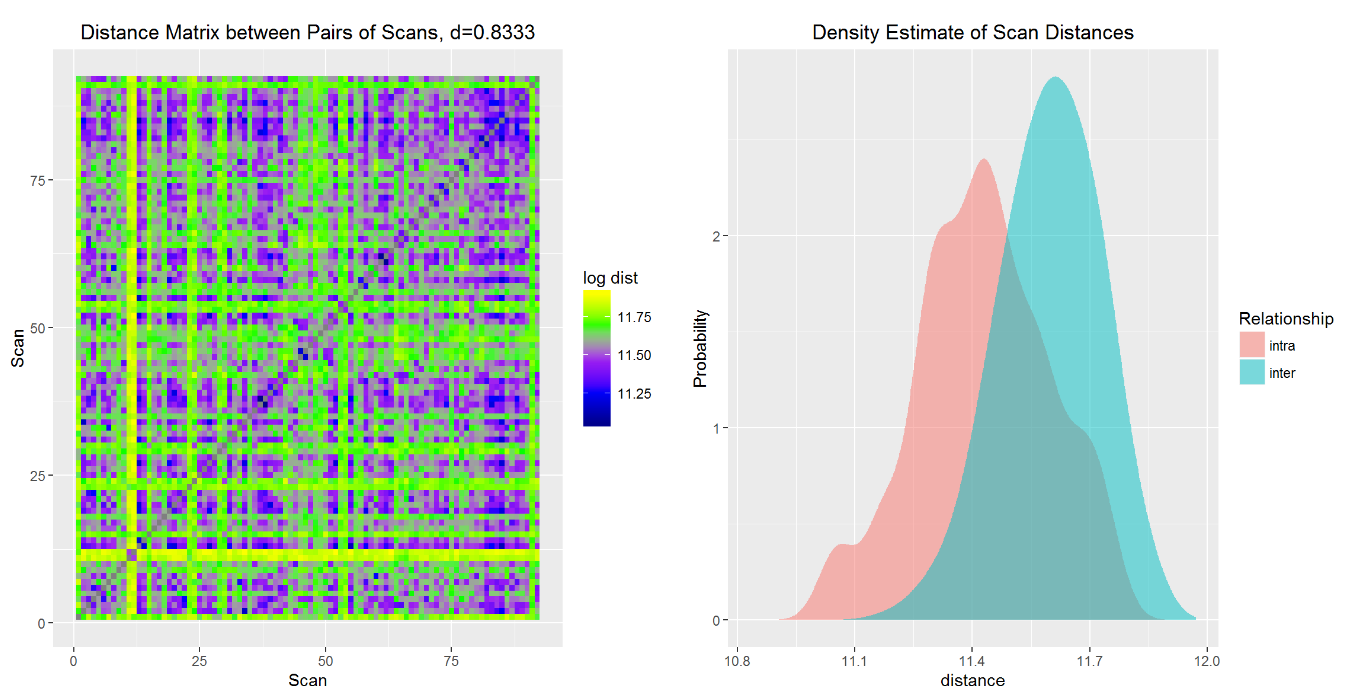 Distance Matrix between Pairs of Scans, d=0.8333
75
50
25
0
0
25
50
75
Scan
Scan
log dist
11.75
11.50
11.25
Density Estimate of Scan Distances
2
1
0
10.8
11.1
11.4
11.7
12.0
distance
Probability
Relationship
intra
inter